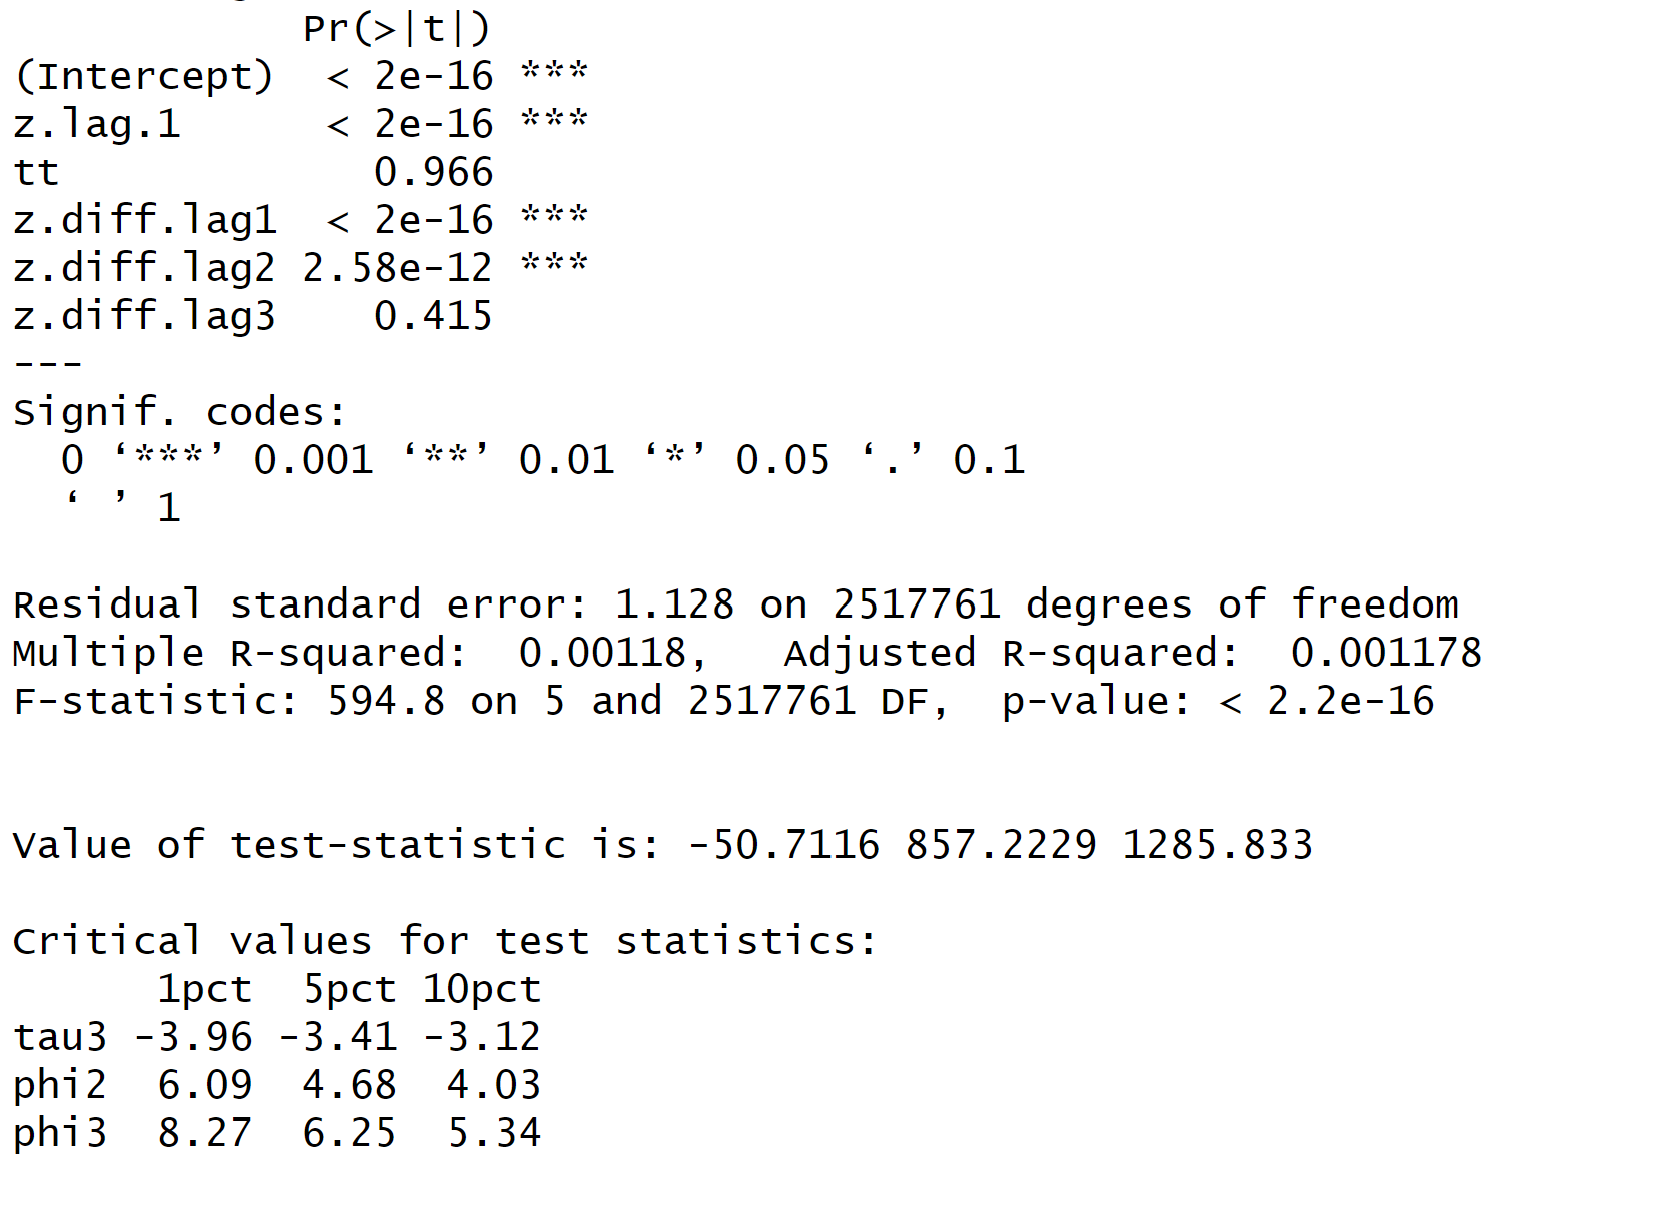 Pr(>|t|)
(Intercept)  < 2e-16 ***
z.lag.1      < 2e-16 ***
tt             0.966
z.diff.lag1  < 2e-16 ***
z.diff.lag2 2.58e-12 ***
z.diff.lag3    0.415
---
Signif. codes:
  0 ‘***’ 0.001 ‘**’ 0.01 ‘*’ 0.05 ‘.’ 0.1
  ‘ ’ 1
Residual standard error: 1.128 on 2517761 degrees of freedom
Multiple R-squared:  0.00118,   Adjusted R-squared:  0.001178
F-statistic: 594.8 on 5 and 2517761 DF,  p-value: < 2.2e-16
Value of test-statistic is: -50.7116 857.2229 1285.833
Critical values for test statistics:
      1pct  5pct 10pct
tau3 -3.96 -3.41 -3.12
phi2  6.09  4.68  4.03
phi3  8.27  6.25  5.34